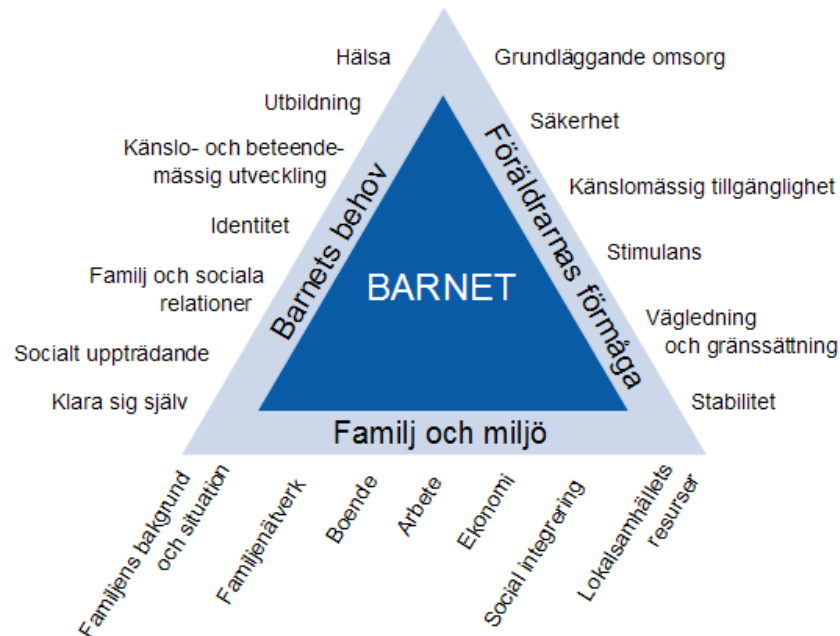 Hälsa
Utbildning
Känslo- och beteende-
mässig utveckling
Identitet
Familj och sociala
relationer
Socialt uppträdande
Klara sig själv
Barnets behov
BARNET
Föräldrarnas förmåga
Grundläggande omsorg
Säkerhet
Känslomässig tillgänglighet
Stimulans
Vägledning
och gränssättning
Stabilitet
Familj och miljö
Familjens bakgrund
och situation
Familjenätverk
Boende
Arbete
Ekonomi
Social integrering
Lokalsamhällets
resurser